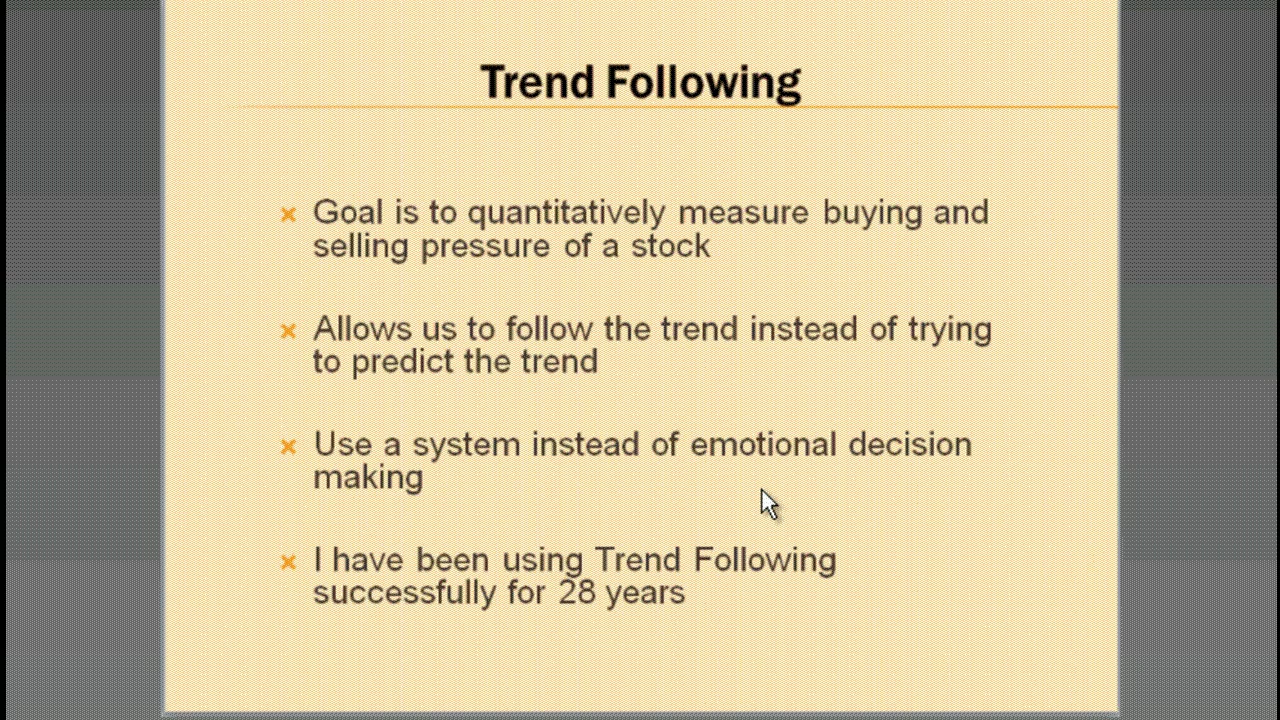 Trend Following
Goal is to quantitatively measure buying and
selling pressure of a stock
Allows us to follow the trend instead of trying
to predict the trend
Use a system instead of emotional decision
making
I have been using Trend Following
successfully for 28 years